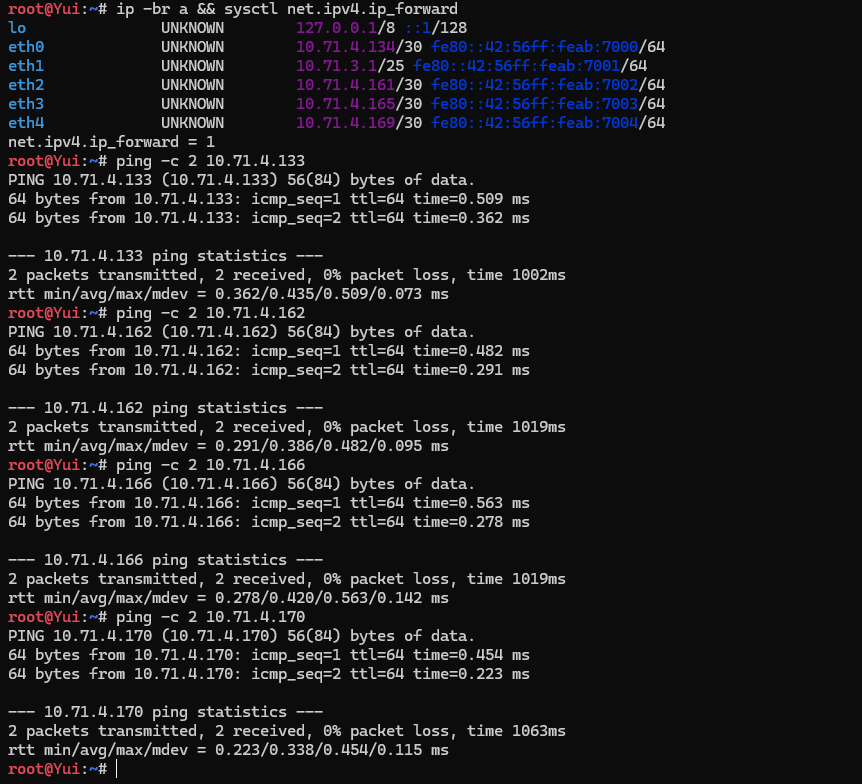 root@Yui:~# ip -br a && sysctl net.ipv4.ip_forward
lo               UNKNOWN        127.0.0.1/8 ::1/128
eth0             UNKNOWN        10.71.4.134/30 fe80::42:56ff:feab:7000/64
eth1             UNKNOWN        10.71.3.1/25 fe80::42:56ff:feab:7001/64
eth2             UNKNOWN        10.71.4.161/30 fe80::42:56ff:feab:7002/64
eth3             UNKNOWN        10.71.4.165/30 fe80::42:56ff:feab:7003/64
eth4             UNKNOWN        10.71.4.169/30 fe80::42:56ff:feab:7004/64
net.ipv4.ip_forward = 1
root@Yui:~# ping -c 2 10.71.4.133
PING 10.71.4.133 (10.71.4.133) 56(84) bytes of data.
64 bytes from 10.71.4.133: icmp_seq=1 ttl=64 time=0.509 ms
64 bytes from 10.71.4.133: icmp_seq=2 ttl=64 time=0.362 ms

--- 10.71.4.133 ping statistics ---
2 packets transmitted, 2 received, 0% packet loss, time 1002ms
rtt min/avg/max/mdev = 0.362/0.435/0.509/0.073 ms
root@Yui:~# ping -c 2 10.71.4.162
PING 10.71.4.162 (10.71.4.162) 56(84) bytes of data.
64 bytes from 10.71.4.162: icmp_seq=1 ttl=64 time=0.482 ms
64 bytes from 10.71.4.162: icmp_seq=2 ttl=64 time=0.291 ms

--- 10.71.4.162 ping statistics ---
2 packets transmitted, 2 received, 0% packet loss, time 1019ms
rtt min/avg/max/mdev = 0.291/0.386/0.482/0.095 ms
root@Yui:~# ping -c 2 10.71.4.166
PING 10.71.4.166 (10.71.4.166) 56(84) bytes of data.
64 bytes from 10.71.4.166: icmp_seq=1 ttl=64 time=0.563 ms
64 bytes from 10.71.4.166: icmp_seq=2 ttl=64 time=0.278 ms

--- 10.71.4.166 ping statistics ---
2 packets transmitted, 2 received, 0% packet loss, time 1019ms
rtt min/avg/max/mdev = 0.278/0.420/0.563/0.142 ms
root@Yui:~# ping -c 2 10.71.4.170
PING 10.71.4.170 (10.71.4.170) 56(84) bytes of data.
64 bytes from 10.71.4.170: icmp_seq=1 ttl=64 time=0.454 ms
64 bytes from 10.71.4.170: icmp_seq=2 ttl=64 time=0.223 ms

--- 10.71.4.170 ping statistics ---
2 packets transmitted, 2 received, 0% packet loss, time 1063ms
rtt min/avg/max/mdev = 0.223/0.338/0.454/0.115 ms
root@Yui:~#